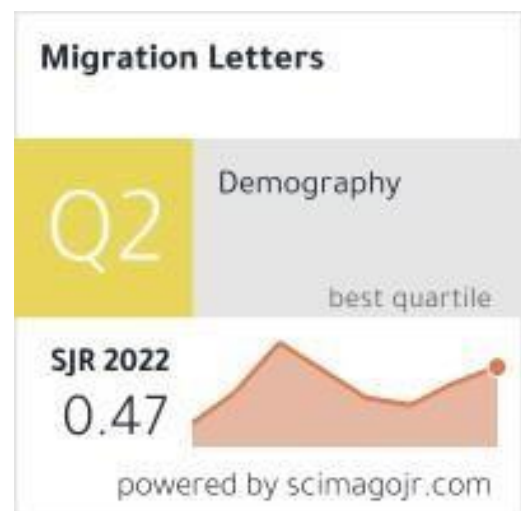 Migration Letters
Q2
Demography
best quartile
SJR 2022
0.47
powered by scimagojr.com